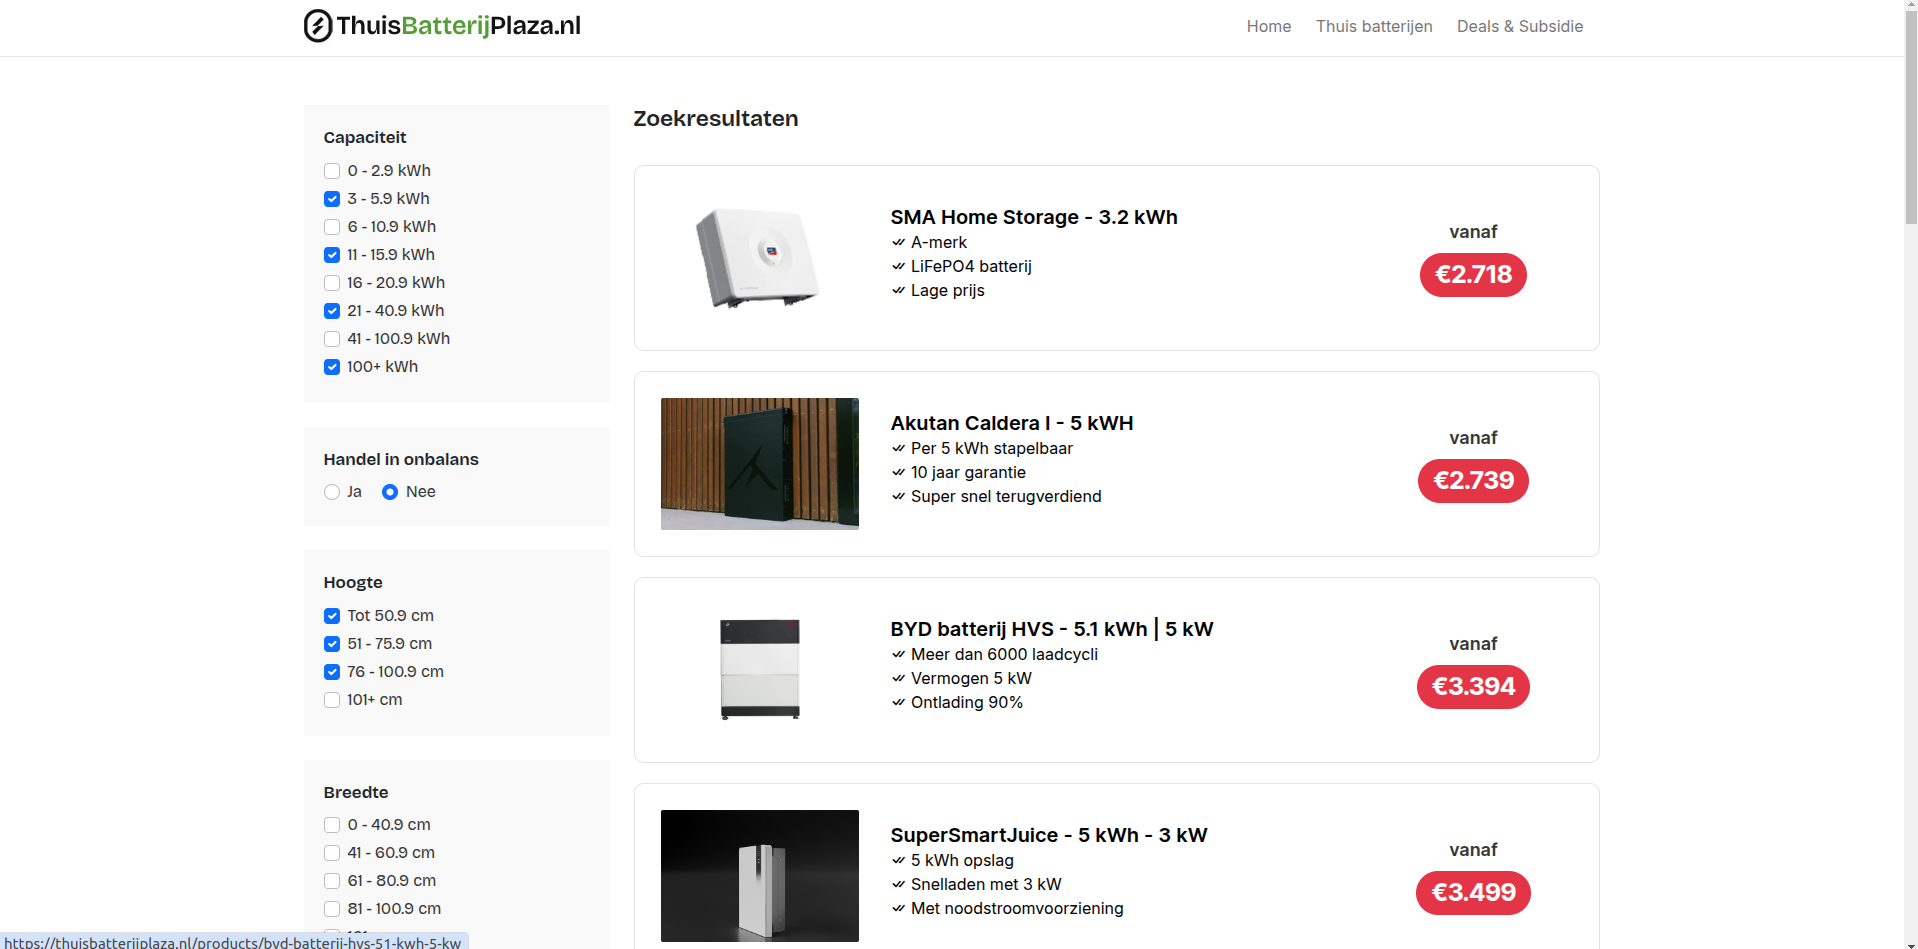 ThuisBatterijPlaza.nl
Home
Thuis batterijen
Deals & Subsidie
Capaciteit
0 - 2.9 kWh
3 - 5.9 kWh
6 - 10.9 kWh
11 - 15.9 kWh
16 - 20.9 kWh
21 - 40.9 kWh
41 - 100.9 kWh
100+ kWh
Handel in onbalans
Ja
Nee
Hoogte
Tot 50.9 cm
51 - 75.9 cm
76 - 100.9 cm
101+ cm
Breedte
0 - 40.9 cm
41 - 60.9 cm
61 - 80.9 cm
81 - 100.9 cm
Zoekresultaten
SMA Home Storage - 3.2 kWh
A-merk
LiFePO4 batterij
Lage prijs
vanaf
€2.718
Akutan Caldera I - 5 kWH
Per 5 kWh stapelbaar
10 jaar garantie
Super snel terugverdiend
vanaf
€2.739
BYD batterij HVS - 5.1 kWh | 5 kW
Meer dan 6000 laadcycli
Vermogen 5 kW
Ontlading 90%
vanaf
€3.394
SuperSmartJuice - 5 kWh - 3 kW
5 kWh opslag
Snelladen met 3 kW
Met noodstroomvoorziening
vanaf
€3.499
https://thuisbatterijplaza.nl/products/byd-batterij-hvs-51-kwh-5-kw